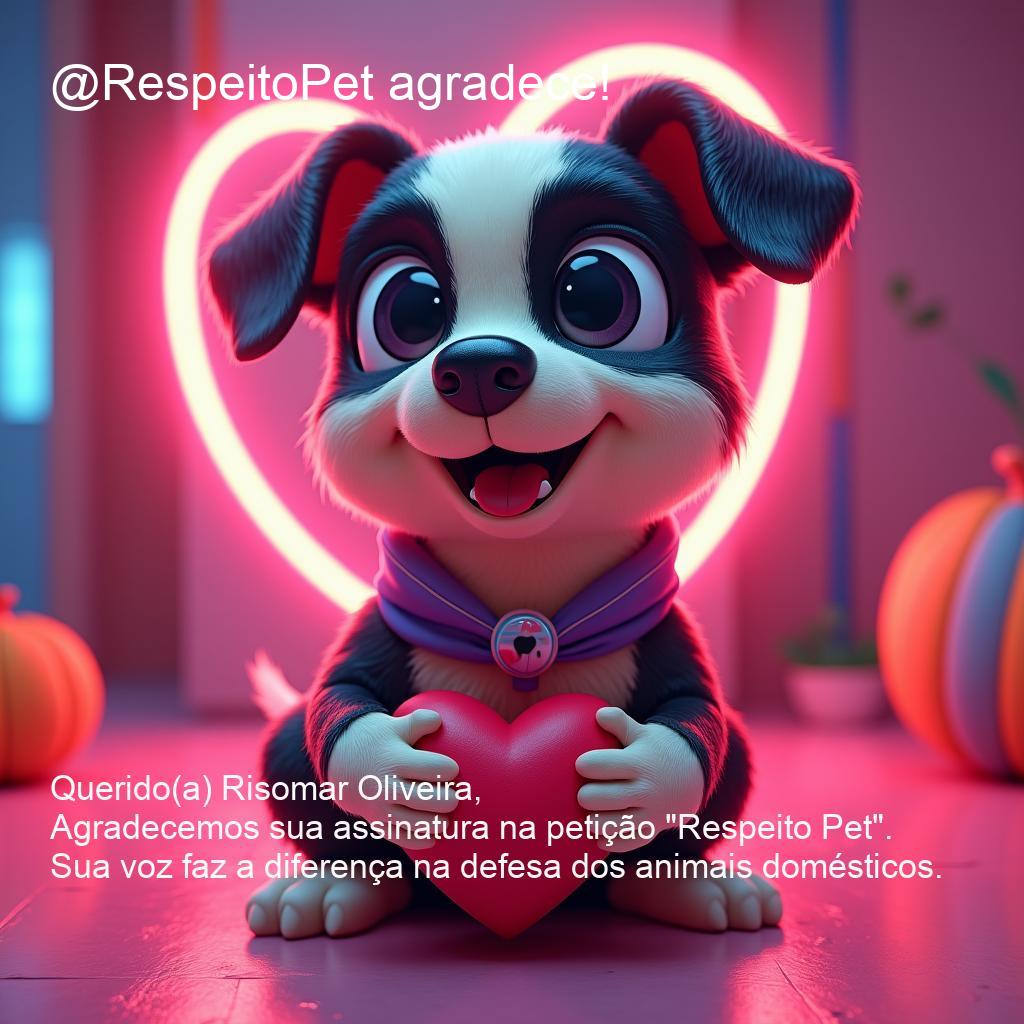 @RespeitoPet agradece!
Querido(a) Risomar Oliveira,
Agradecemos sua assinatura na petição "Respeito Pet".
Sua voz faz a diferença na defesa dos animais domésticos.